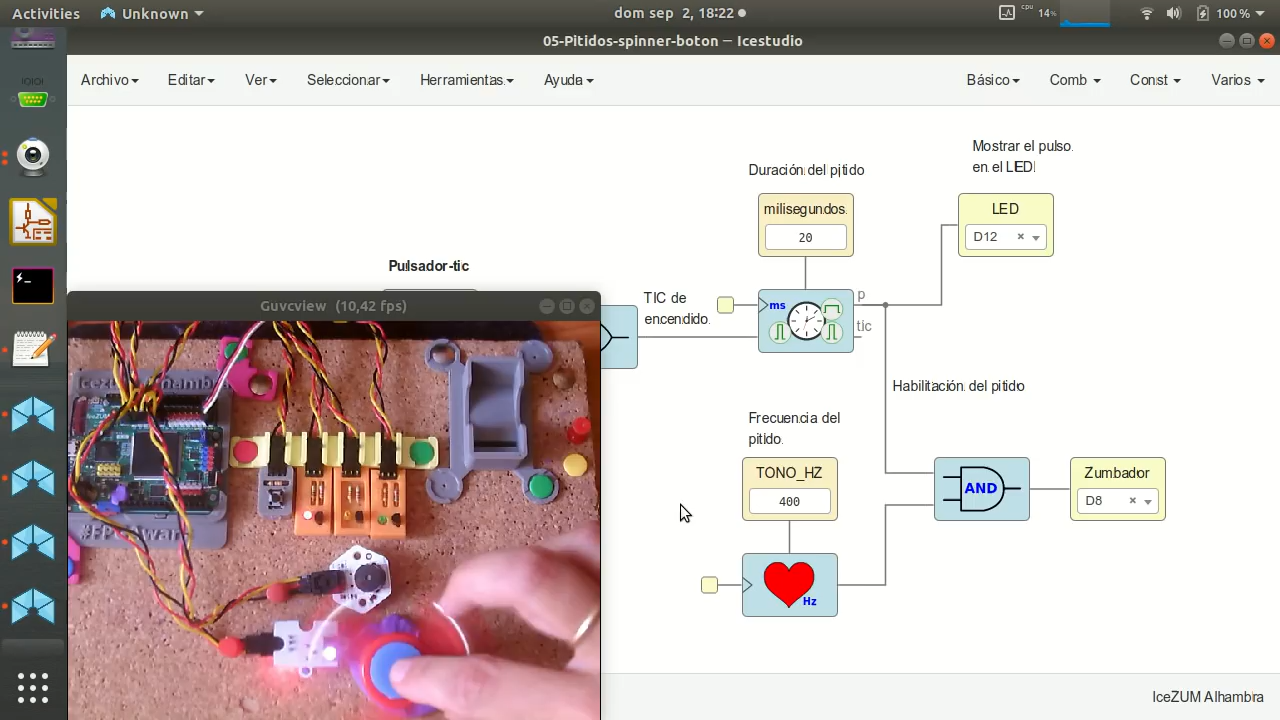 Activities Unknown dom sep 2, 18:22 cpu 14% 100 %
05-Pitidos-spinner-boton — Icestudio
Archivo Editar Ver Seleccionar Herramientas Ayuda Básico Comb Const Varios
Mostrar el pulso
en el LED
Duración del pitido
milisegundos
20
LED
D12
Pulsador-tic
Guvcview (10,42 fps)
TIC de
encendido
ms
p
tic
Habilitación del pitido
Frecuencia del
pitido
TONO_HZ
400
AND
Zumbador
D8
Hz
IceZUM Alhambra